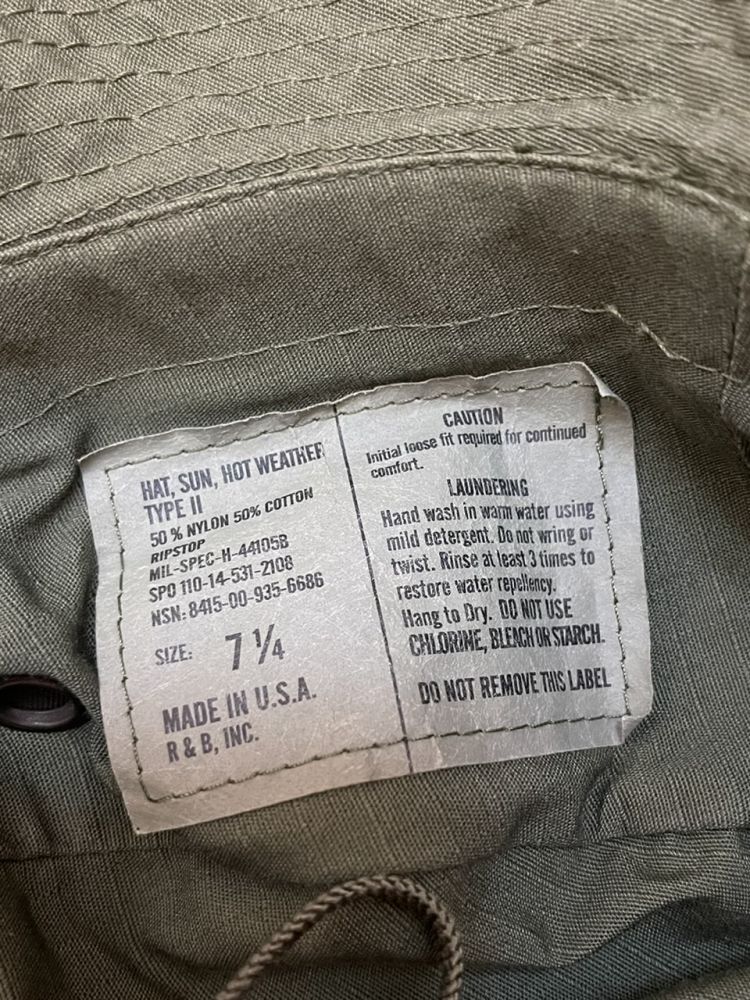 HAT, SUN, HOT WEATHER
TYPE II
50 % NYLON 50% COTTON
RIPSTOP
MIL-SPEC-H-44105B
SPO 110-14-531-2108
NSN: 8415-00-935-6686
SIZE: 7 1/4
MADE IN U.S.A.
R & B, INC.
CAUTION
Initial loose fit required for continued
comfort.
LAUNDERING
Hand wash in warm water using
mild detergent. Do not wring or
twist. Rinse at least 3 times to
restore water repellency.
Hang to Dry. DO NOT USE
CHLORINE, BLEACH OR STARCH.
DO NOT REMOVE THIS LABEL